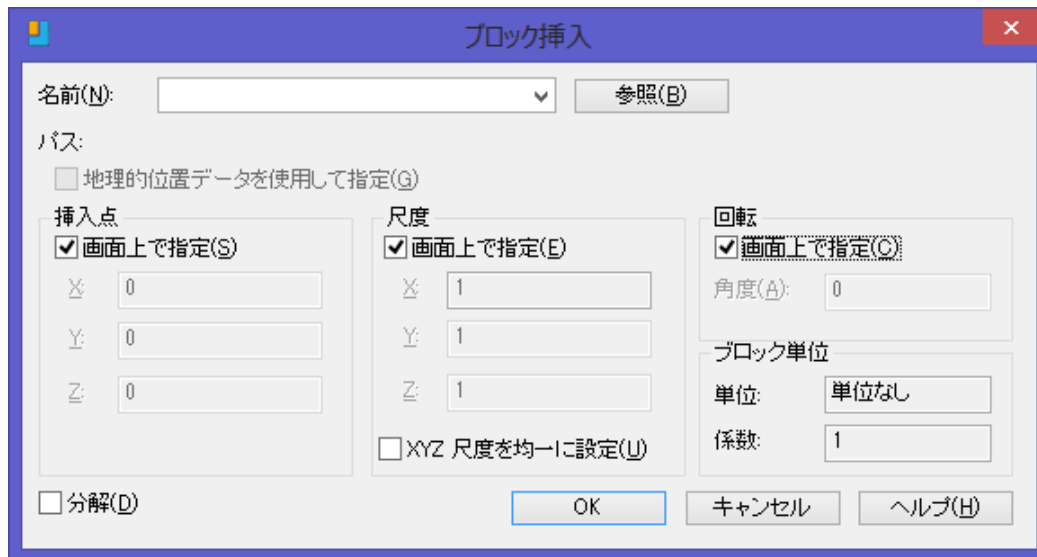 ブロック挿入
名前(N): 参照(B)
パス:
地理的位置データを使用して指定(G)
挿入点
画面上で指定(S)
X: 0
Y: 0
Z: 0
尺度
画面上で指定(E)
X: 1
Y: 1
Z: 1
XYZ 尺度を均一に設定(U)
回転
画面上で指定(C)
角度(A): 0
ブロック単位
単位: 単位なし
係数: 1
分解(D)
OK キャンセル ヘルプ(H)